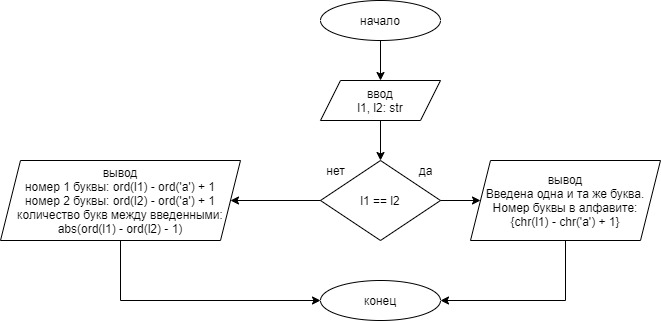 начало
ввод
l1, l2: str
нет
да
l1 == l2
вывод
номер 1 буквы: ord(l1) - ord('a') + 1
номер 2 буквы: ord(l2) - ord('a') + 1
количество букв между введенными:
abs(ord(l1) - ord(l2) - 1)
вывод
Введена одна и та же буква.
Номер буквы в алфавите:
{chr(l1) - chr('a') + 1}
конец